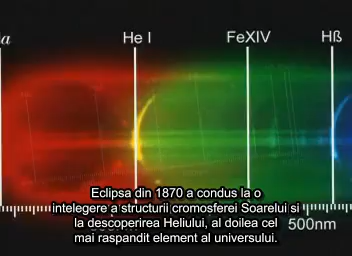 α He I FeXIV Hß
Eclipsa din 1870 a condus la o
intelegere a structurii cromosferei Soarelui si
la descoperirea Heliului, al doilea cel
mai raspandit element al universului.
500nm